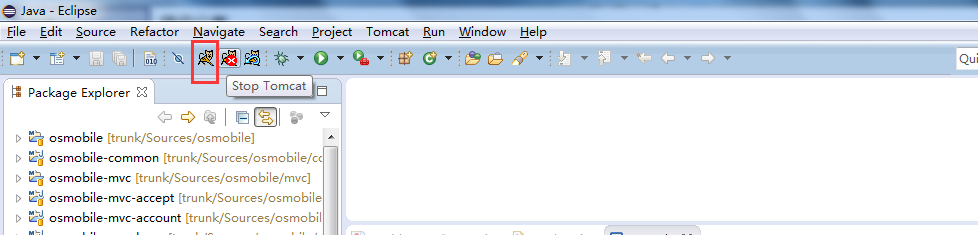 Java - Eclipse
File Edit Source Refactor Navigate Search Project Tomcat Run Window Help
010
Qui
Stop Tomcat
Package Explorer
osmobile [trunk/Sources/osmobile]
osmobile-common [trunk/Sources/osmobile/cc
osmobile-mvc [trunk/Sources/osmobile/mvc]
osmobile-mvc-accept [trunk/Sources/osmobile
osmobile-mvc-account [trunk/Sources/osmobil